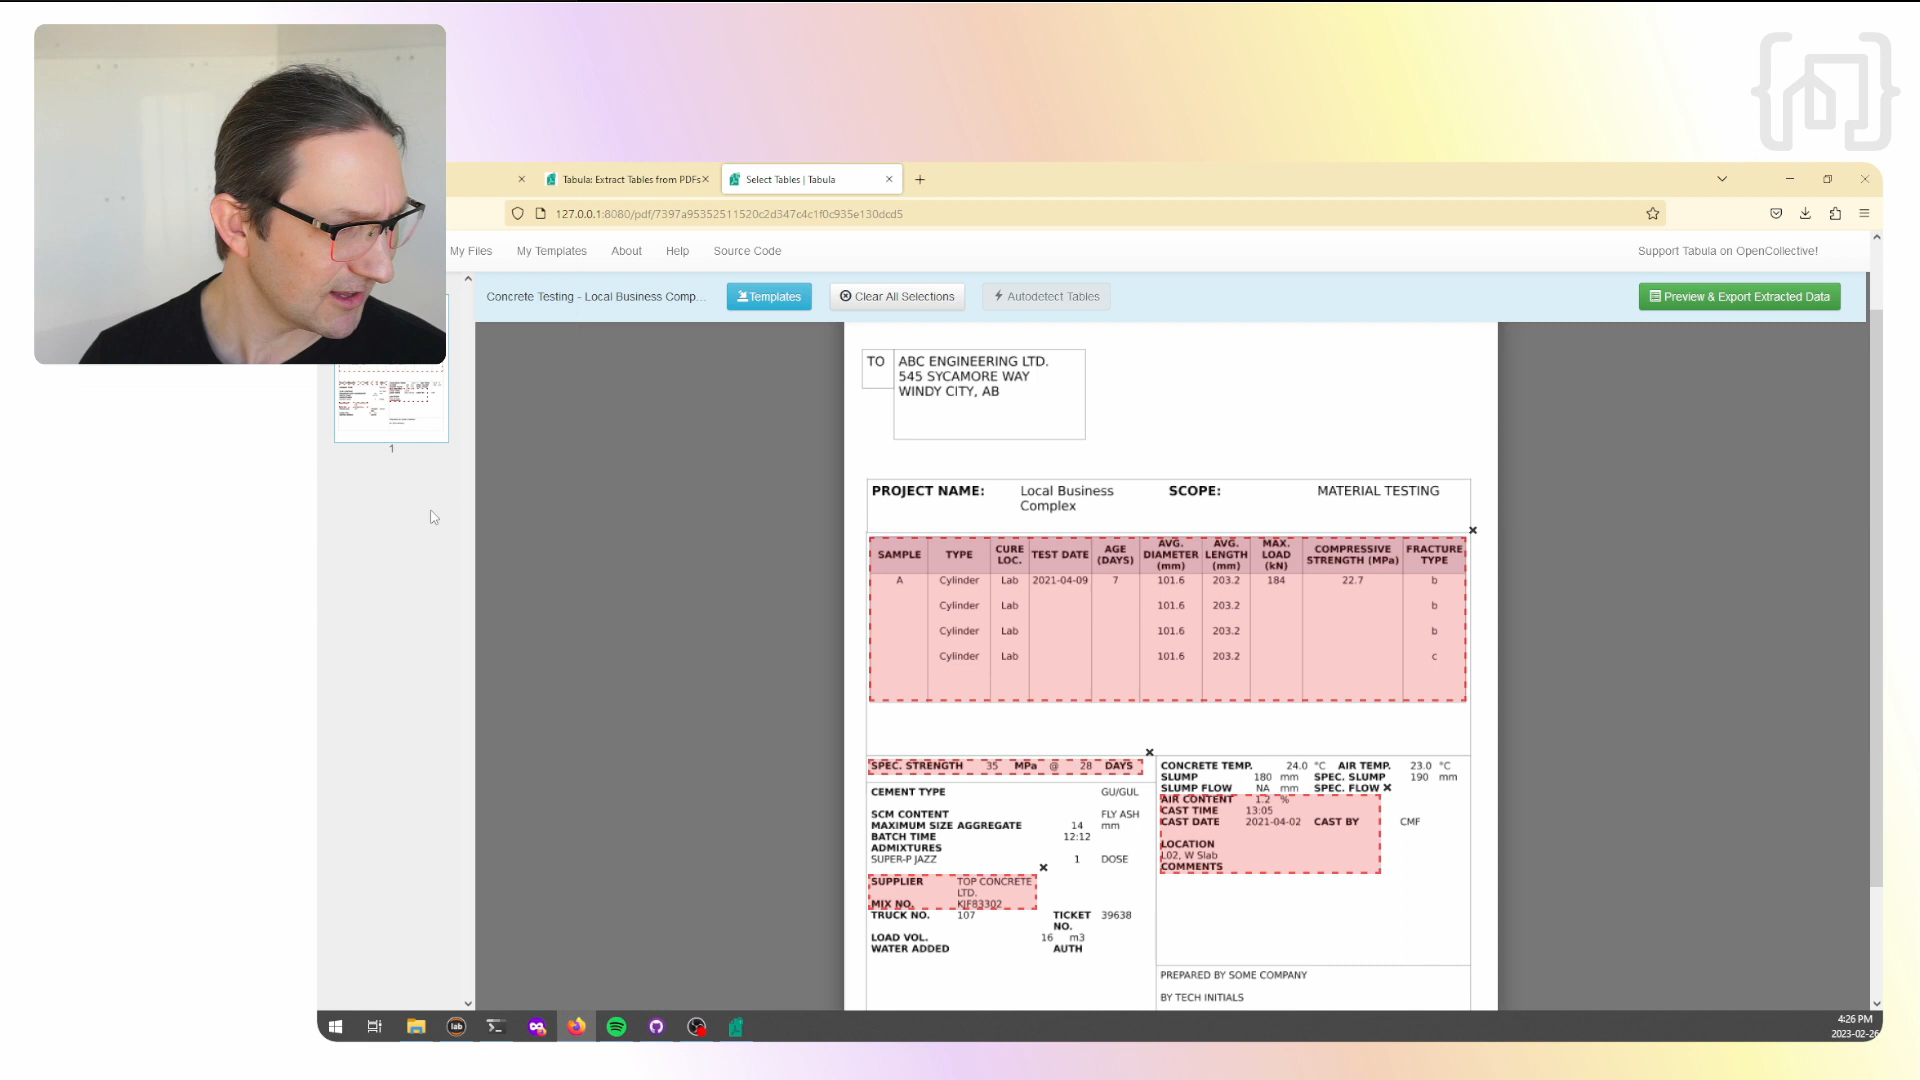 Tabula: Extract Tables from PDFs
Select Tables | Tabula
127.0.0.1:8080/pdf/7397a95352511520c2d347c4c1f0c935e130dcd5
My Files My Templates About Help Source Code Support Tabula on OpenCollective!
Concrete Testing - Local Business Comp... Templates Clear All Selections Autodetect Tables Preview & Export Extracted Data
1
TO ABC ENGINEERING LTD.
545 SYCAMORE WAY
WINDY CITY, AB
PROJECT NAME: Local Business Complex SCOPE: MATERIAL TESTING
SAMPLE TYPE CURE LOC. TEST DATE AGE (DAYS) AVG. DIAMETER (mm) AVG. LENGTH (mm) MAX. LOAD (kN) COMPRESSIVE STRENGTH (MPa) FRACTURE TYPE
A Cylinder Lab 2021-04-09 7 101.6 203.2 184 22.7 b
Cylinder Lab 101.6 203.2 b
Cylinder Lab 101.6 203.2 b
Cylinder Lab 101.6 203.2 c
SPEC. STRENGTH 35 MPa @ 28 DAYS
CEMENT TYPE GU/GUL
SCM CONTENT FLY ASH
MAXIMUM SIZE AGGREGATE 14 mm
BATCH TIME 12:12
ADMIXTURES
SUPER-P JAZZ 1 DOSE
SUPPLIER TOP CONCRETE LTD.
MIX NO. KJF83302
TRUCK NO. 107 TICKET NO. 39638
LOAD VOL. 16 m3
WATER ADDED AUTH
CONCRETE TEMP. 24.0 °C AIR TEMP. 23.0 °C
SLUMP 180 mm SPEC. SLUMP 190 mm
SLUMP FLOW NA mm SPEC. FLOW
AIR CONTENT 1.2 %
CAST TIME 13:05
CAST DATE 2021-04-02 CAST BY CMF
LOCATION
L02, W Slab
COMMENTS
PREPARED BY SOME COMPANY
BY TECH INITIALS
lab
4:26 PM
2023-02-26